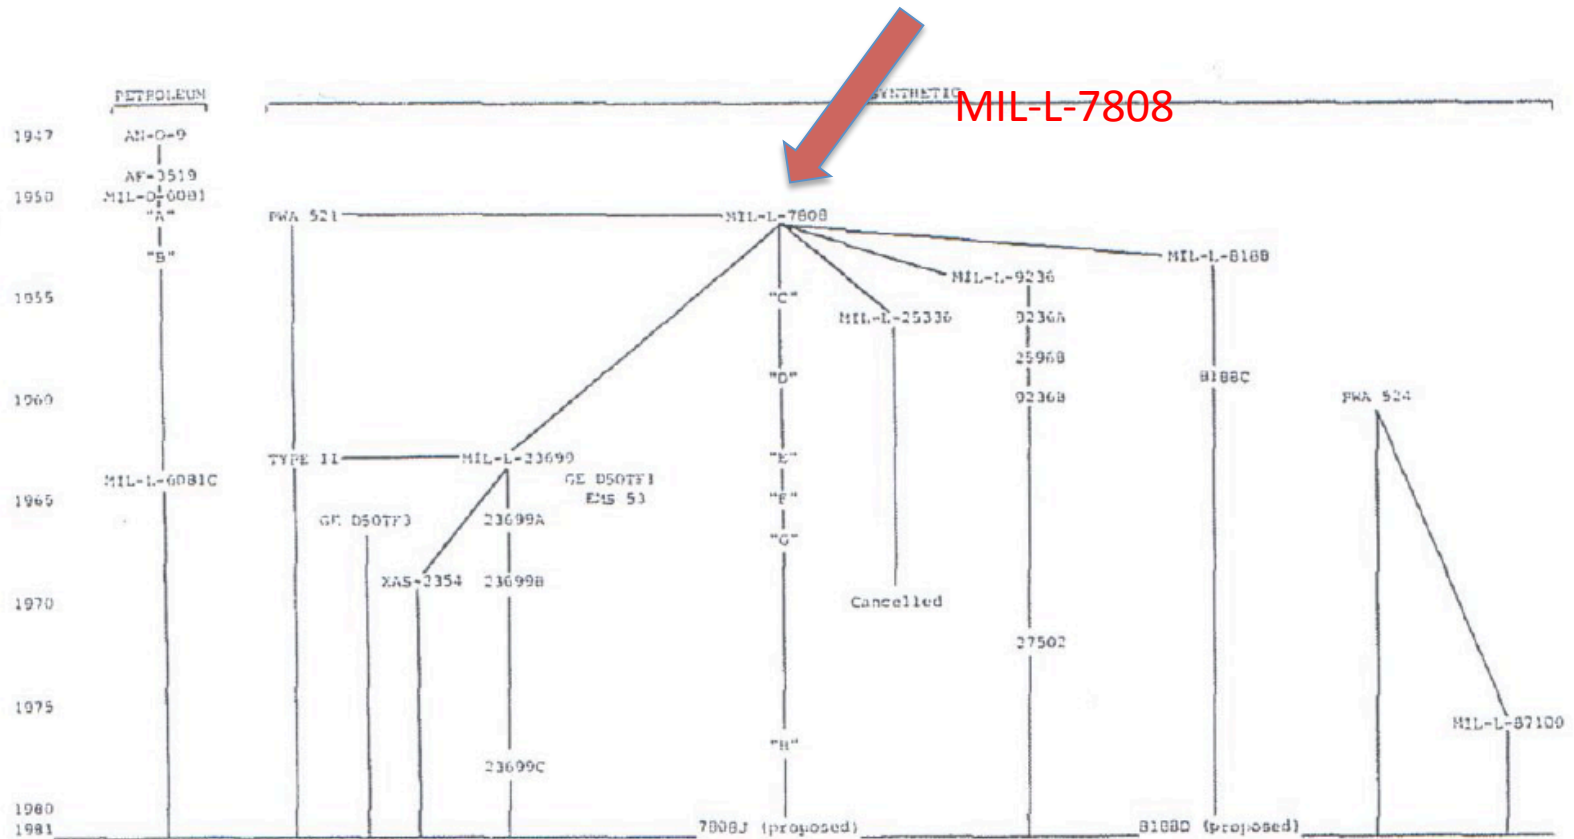 MIL-L-7808
PETROLEUM
SYNTHETIC
1947
AN-O-9
AF-3519
1950
MIL-O-6081
"A"
PWA 521
MIL-L-7808
"B"
MIL-L-8188
MIL-L-9236
1955
"C"
MIL-L-25336
9236A
2596B
"D"
8188C
1960
9236B
PWA 524
TYPE II
MIL-L-23699
"E"
MIL-L-6081C
GE D50TF1
EMS 53
1965
"F"
GE D50TF3
23699A
"G"
XAS-2354
23699B
1970
Cancelled
27502
1975
MIL-L-87100
"H"
23699C
1980
1981
7808J (proposed)
8188D (proposed)